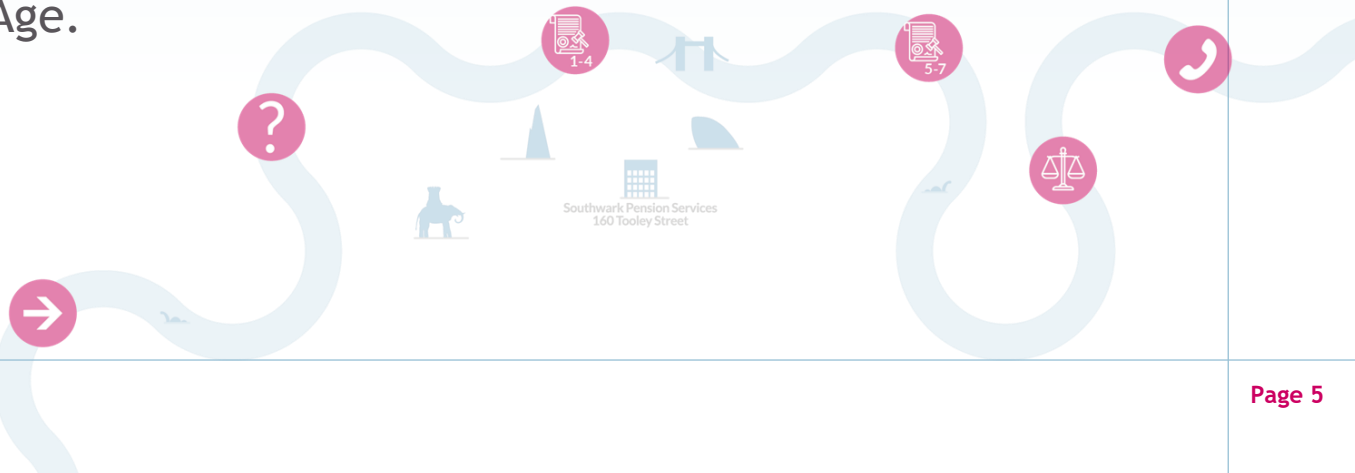 Age.
1-4
5-7
?
Southwark Pension Services
160 Tooley Street
Page 5